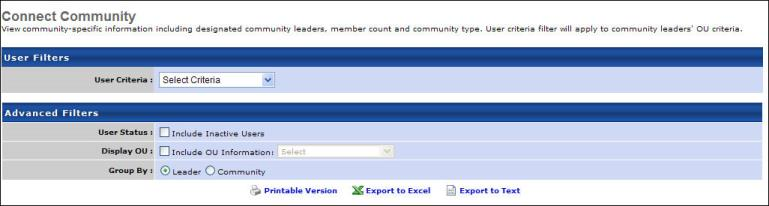 Connect Community
View community-specific information including designated community leaders, member count and community type. User criteria filter will apply to community leaders' OU criteria.
User Filters
User Criteria : Select Criteria
Advanced Filters
User Status : Include Inactive Users
Display OU : Include OU Information: Select
Group By : Leader Community
Printable Version Export to Excel Export to Text